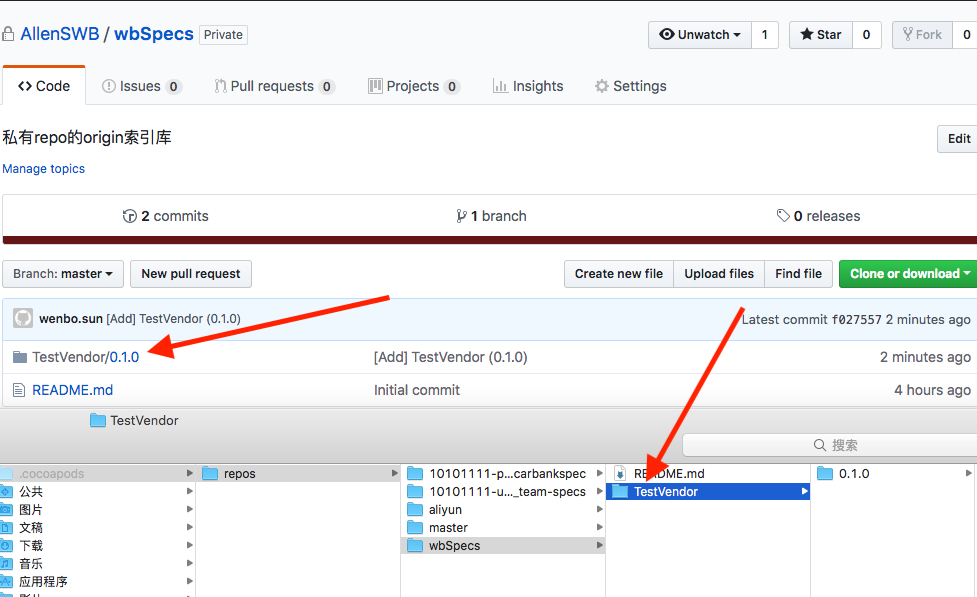 AllenSWB / wbSpecs Private Unwatch 1 Star 0 Fork 0
Code Issues 0 Pull requests 0 Projects 0 Insights Settings
私有repo的origin索引库 Edit
Manage topics
2 commits 1 branch 0 releases
Branch: master New pull request Create new file Upload files Find file Clone or download
wenbo.sun [Add] TestVendor (0.1.0) Latest commit f027557 2 minutes ago
TestVendor/0.1.0 [Add] TestVendor (0.1.0) 2 minutes ago
README.md Initial commit 4 hours ago
TestVendor
搜索
.cocoapods repos 10101111-p...carbankspec README.md 0.1.0
公共 10101111-u..._team-specs TestVendor
图片 aliyun
文稿 master
下载 wbSpecs
音乐
应用程序